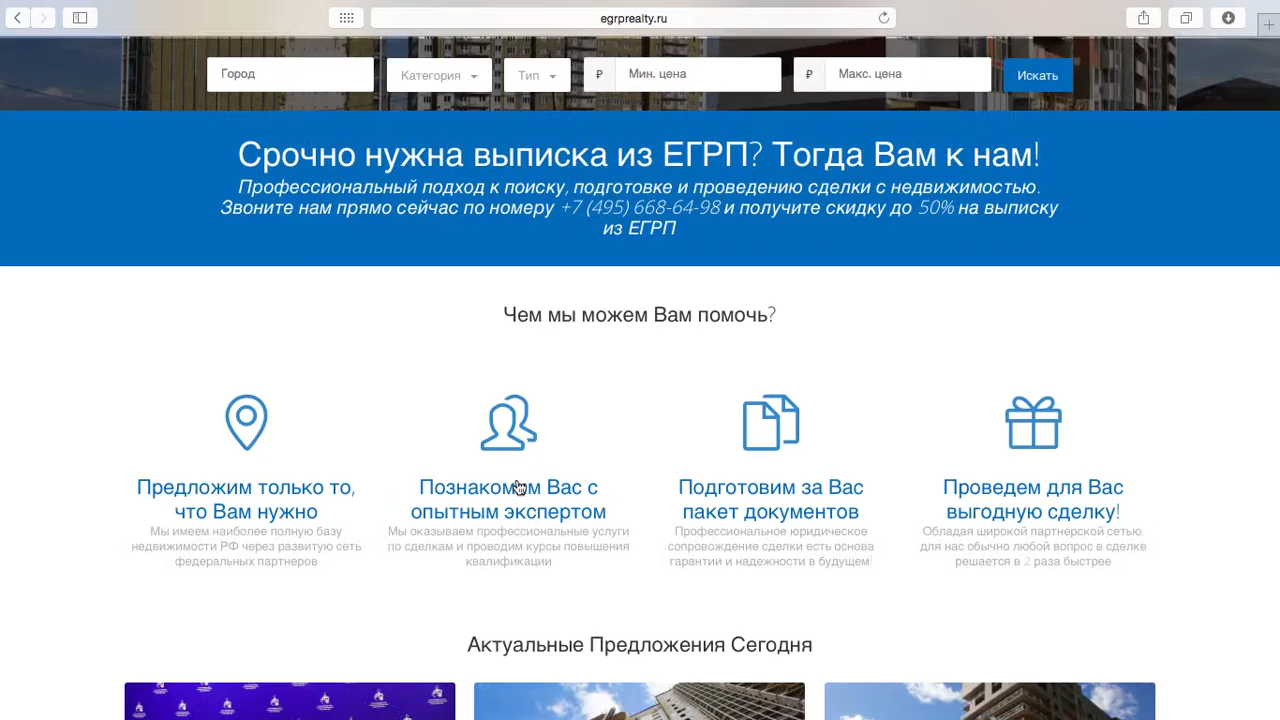 egrprealty.ru
Город Категория Тип ₽ Мин. цена ₽ Макс. цена Искать
Срочно нужна выписка из ЕГРП? Тогда Вам к нам!
Профессиональный подход к поиску, подготовке и проведению сделки с недвижимостью.
Звоните нам прямо сейчас по номеру +7 (495) 668-64-98 и получите скидку до 50% на выписку
из ЕГРП
Чем мы можем Вам помочь?
Предложим только то,
что Вам нужно
Мы имеем наиболее полную базу
недвижимости РФ через развитую сеть
федеральных партнеров
Познакомим Вас с
опытным экспертом
Мы оказываем профессиональные услуги
по сделкам и проводим курсы повышения
квалификации
Подготовим за Вас
пакет документов
Профессиональное юридическое
сопровождение сделки есть основа
гарантии и надежности в будущем!
Проведем для Вас
выгодную сделку!
Обладая широкой партнерской сетью,
для нас обычно любой вопрос в сделке
решается в 2 раза быстрее
Актуальные Предложения Сегодня